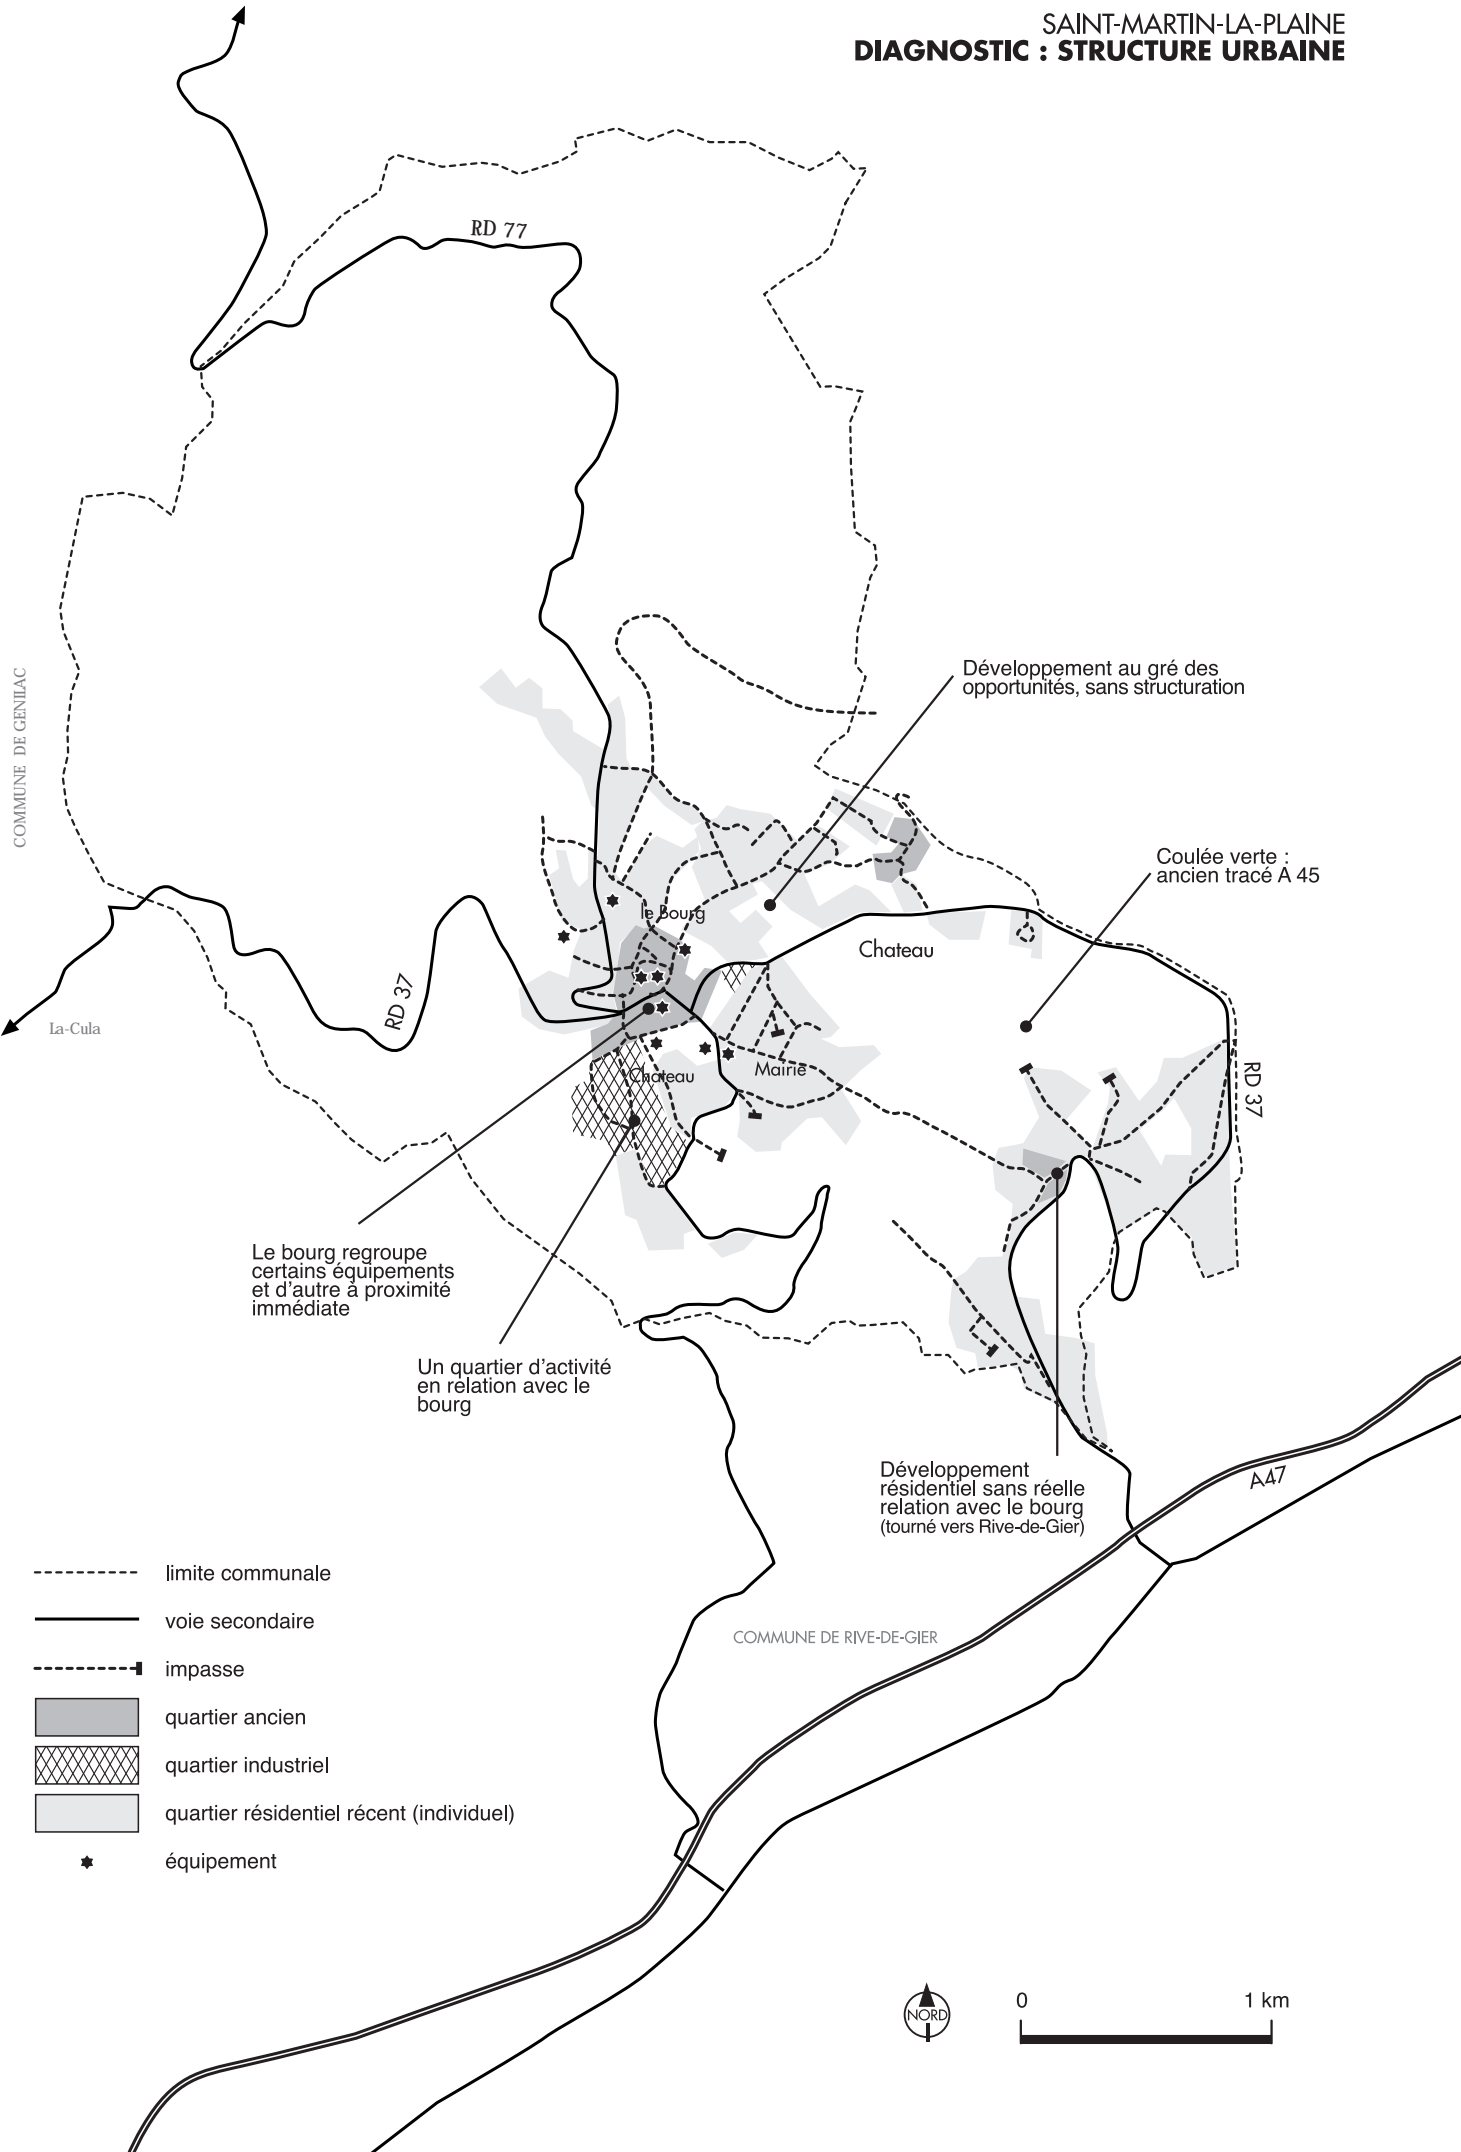 SAINT-MARTIN-LA-PLAINE
DIAGNOSTIC : STRUCTURE URBAINE
RD 77
COMMUNE DE GENILAC
Développement au gré des
opportunités, sans structuration
Coulée verte :
ancien tracé A 45
le Bourg
Chateau
RD 37
La-Cula
Chateau
Mairie
RD 37
Le bourg regroupe
certains équipements
et d'autre à proximité
immédiate
Un quartier d'activité
en relation avec le
bourg
Développement
résidentiel sans réelle
relation avec le bourg
(tourné vers Rive-de-Gier)
A47
COMMUNE DE RIVE-DE-GIER
limite communale
voie secondaire
impasse
quartier ancien
quartier industriel
quartier résidentiel récent (individuel)
équipement
NORD
0 1 km